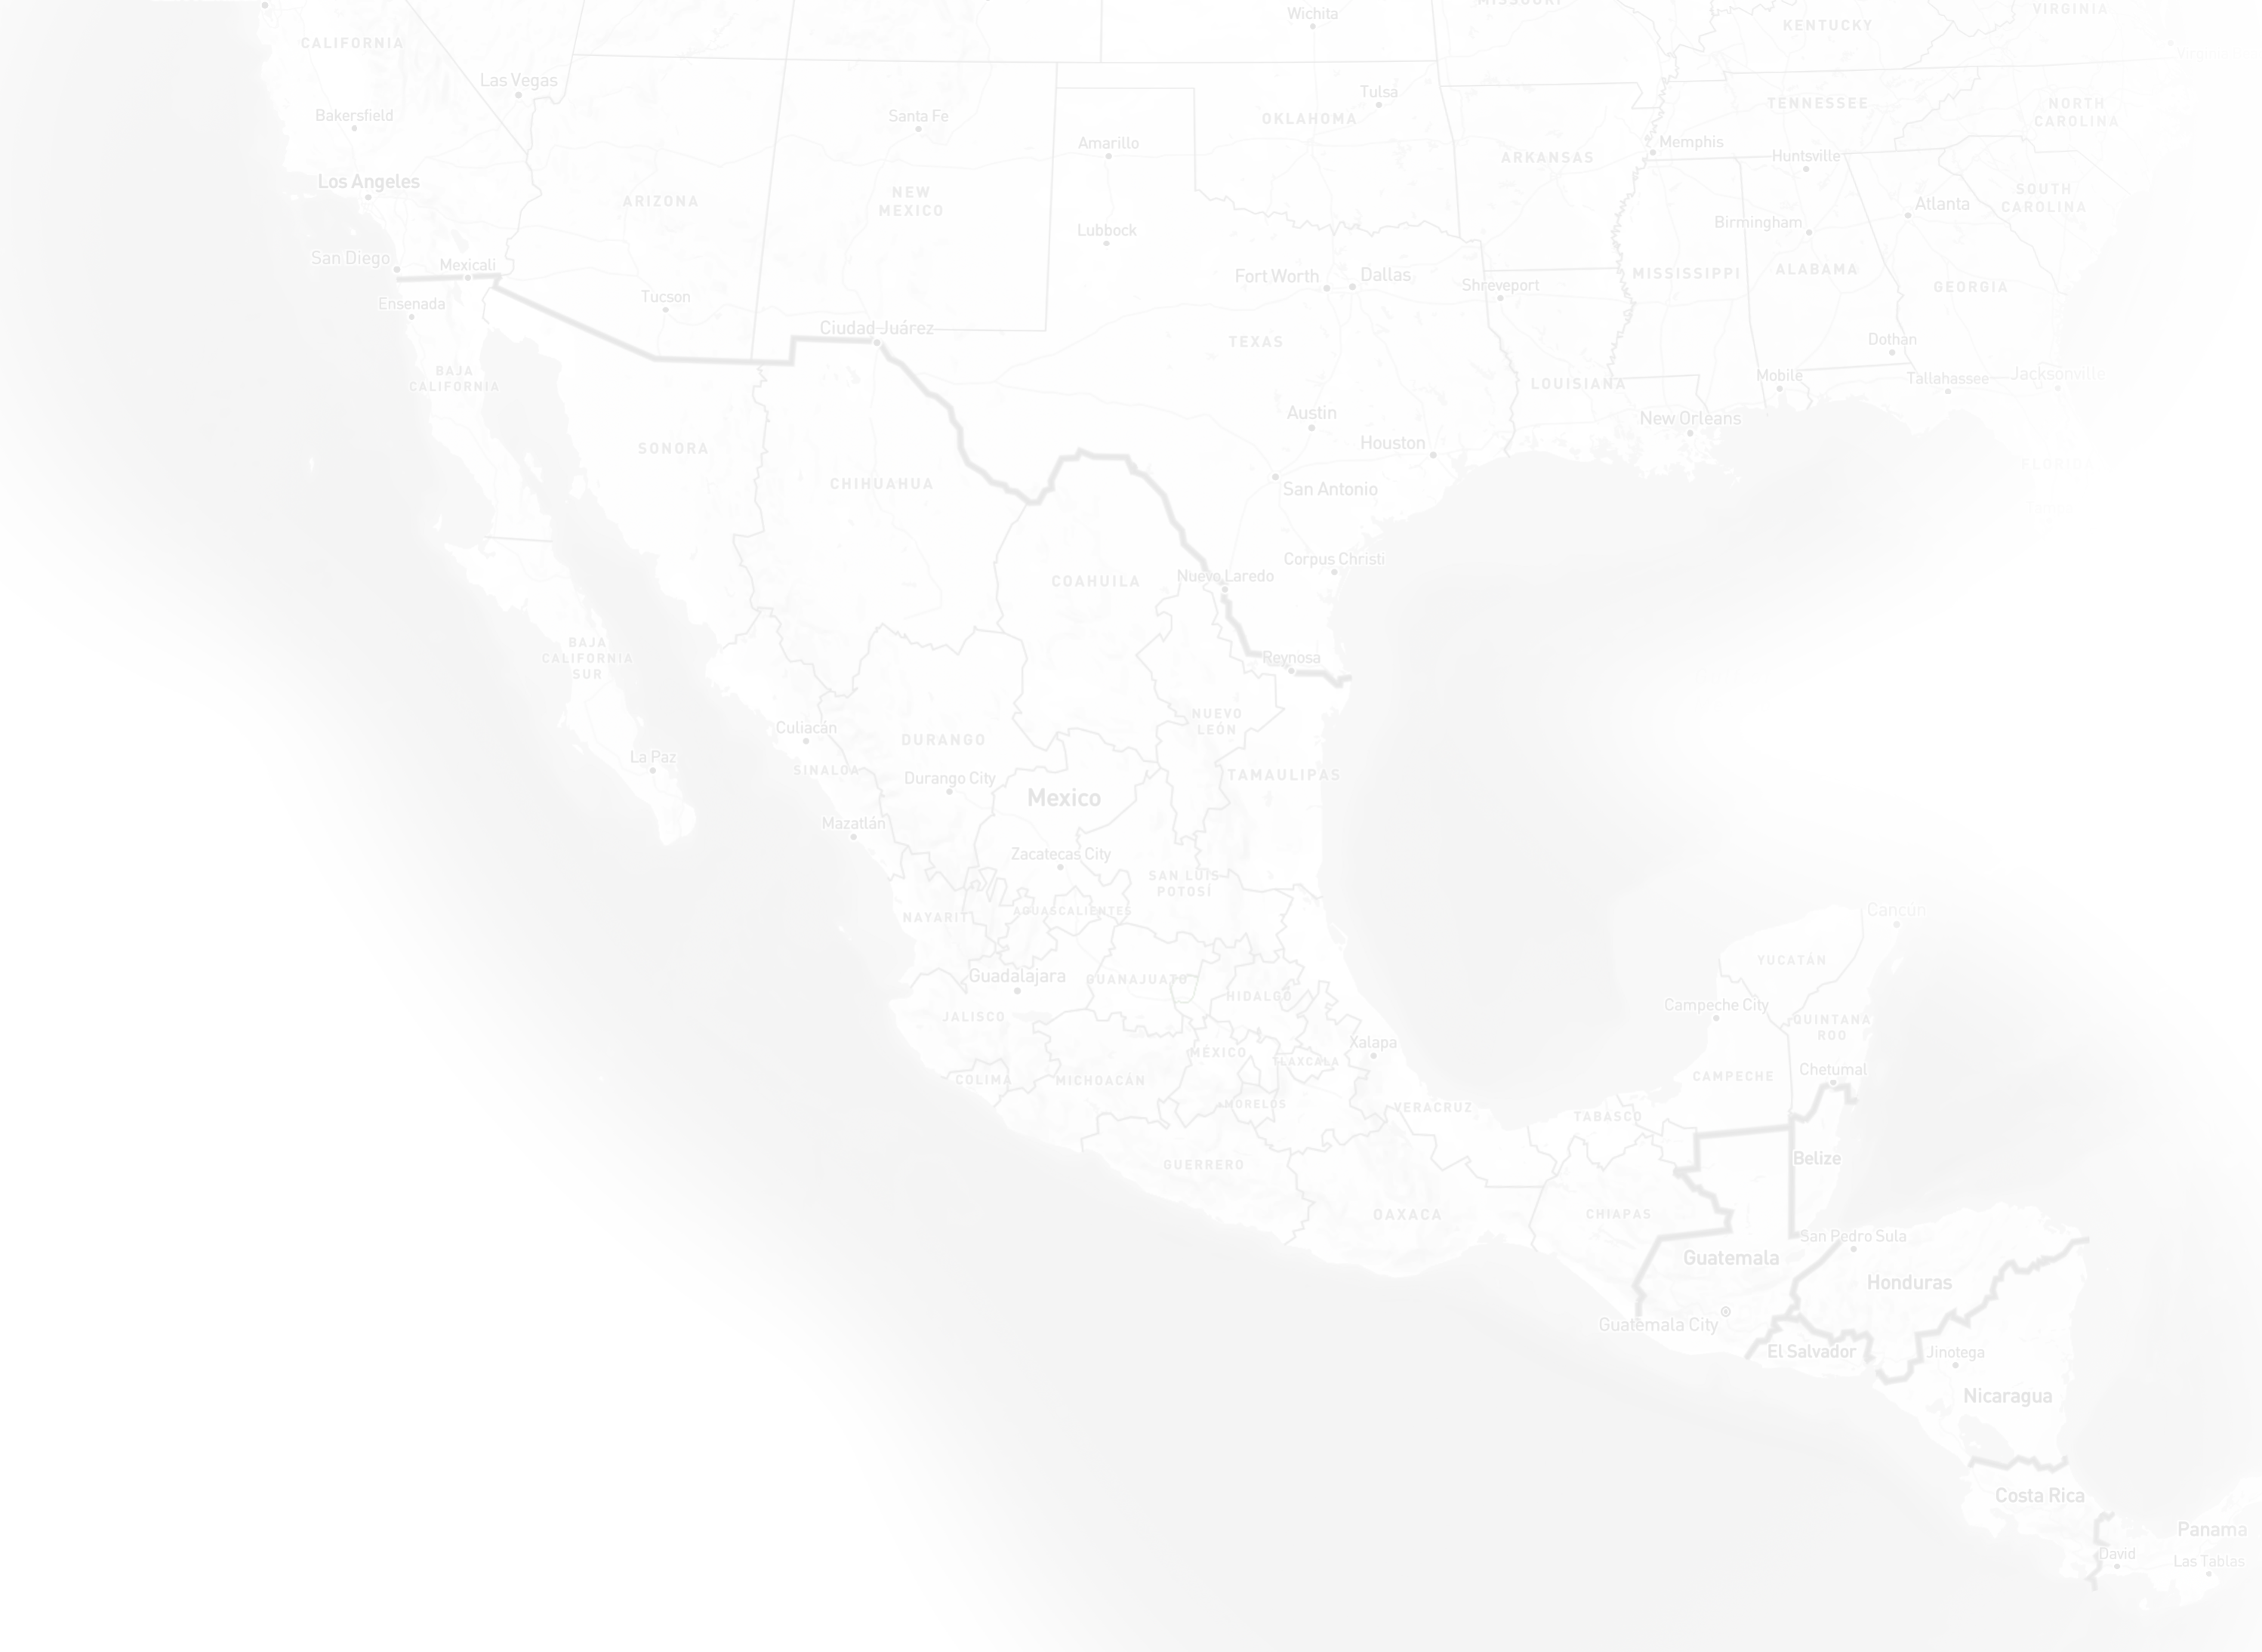 MISSOURI
VIRGINIA
Wichita
KENTUCKY
CALIFORNIA
Las Vegas
Tulsa
TENNESSEE
NORTH
CAROLINA
Bakersfield
Santa Fe
OKLAHOMA
Amarillo
Memphis
Huntsville
ARKANSAS
Los Angeles
ARIZONA
NEW
MEXICO
SOUTH
CAROLINA
Atlanta
Birmingham
Lubbock
San Diego
Mexicali
Fort Worth
Dallas
MISSISSIPPI
ALABAMA
Shreveport
GEORGIA
Ensenada
Tucson
Ciudad Juárez
TEXAS
Dothan
BAJA
CALIFORNIA
LOUISIANA
Mobile
Tallahassee
Jacksonville
Austin
New Orleans
Houston
SONORA
FLORIDA
CHIHUAHUA
San Antonio
Corpus Christi
COAHUILA
Nuevo Laredo
BAJA
CALIFORNIA
SUR
Reynosa
NUEVO
LEÓN
Culiacán
DURANGO
La Paz
SINALOA
Durango City
TAMAULIPAS
Mexico
Mazatlán
Zacatecas City
SAN LUIS
POTOSÍ
NAYARIT
AGUASCALIENTES
Cancún
YUCATÁN
Guadalajara
GUANAJUATO
HIDALGO
Campeche City
JALISCO
QUINTANA
ROO
MÉXICO
Xalapa
TLAXCALA
COLIMA
MICHOACÁN
CAMPECHE
Chetumal
MORELOS
VERACRUZ
TABASCO
GUERRERO
Belize
OAXACA
CHIAPAS
San Pedro Sula
Guatemala
Honduras
Guatemala City
El Salvador
Jinotega
Nicaragua
Costa Rica
Panama
David
Las Tablas